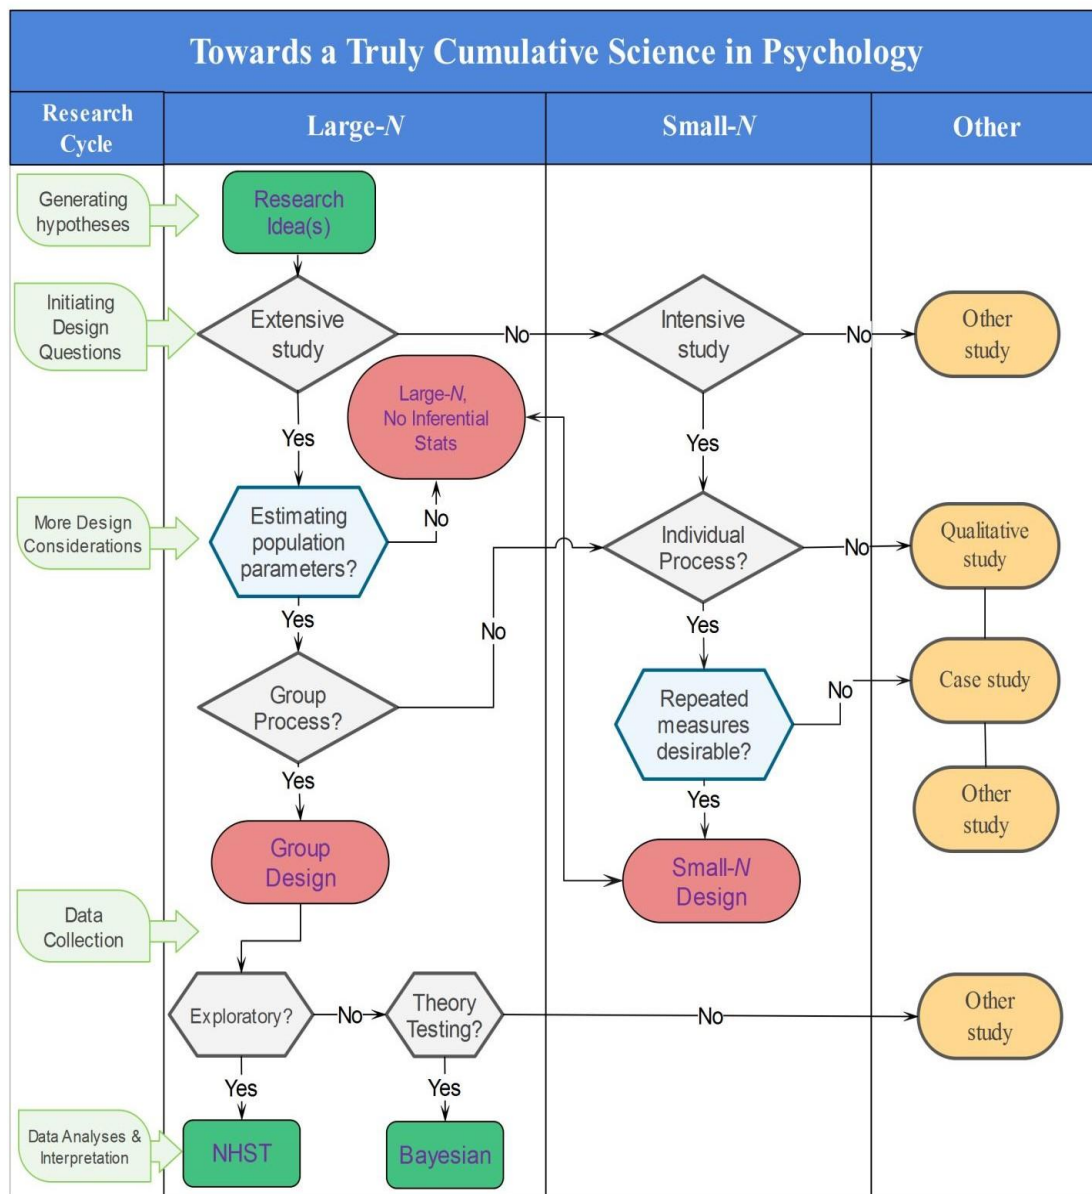 Towards a Truly Cumulative Science in Psychology
Research
Cycle
Large-N
Small-N
Other
Generating
hypotheses
Research
Idea(s)
Initiating
Design
Questions
Extensive
study
No
Intensive
study
No
Other
study
Yes
Large-N,
No Inferential
Stats
Yes
More Design
Considerations
Estimating
population
parameters?
No
Individual
Process?
No
Qualitative
study
Yes
No
Yes
Group
Process?
Repeated
measures
desirable?
No
Case study
Yes
Yes
Other
study
Group
Design
Small-N
Design
Data
Collection
Exploratory?
No
Theory
Testing?
No
Other
study
Yes
Yes
Data Analyses &
Interpretation
NHST
Bayesian